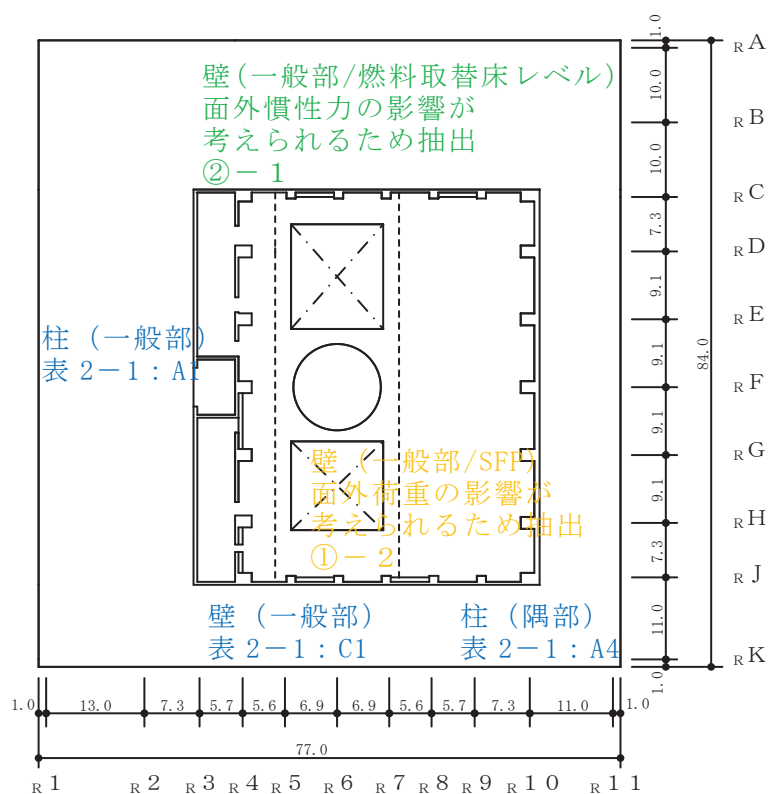 壁(一般部/燃料取替床レベル)
面外慣性力の影響が
考えられるため抽出
②－1
柱（一般部）
表 2－1：A1
壁（一般部/SFP）
面外荷重の影響が
考えられるため抽出
①－2
壁（一般部）
表 2－1：C1
柱（隅部）
表 2－1：A4
1.0
RA
10.0
RB
10.0
RC
7.3
RD
9.1
RE
9.1
84.0
RF
9.1
RG
9.1
RH
7.3
RJ
11.0
RK
1.0
1.0 13.0 7.3 5.7 5.6 6.9 6.9 5.6 5.7 7.3 11.0 1.0
77.0
R1 R2 R3 R4 R5 R6 R7 R8 R9 R10 R11